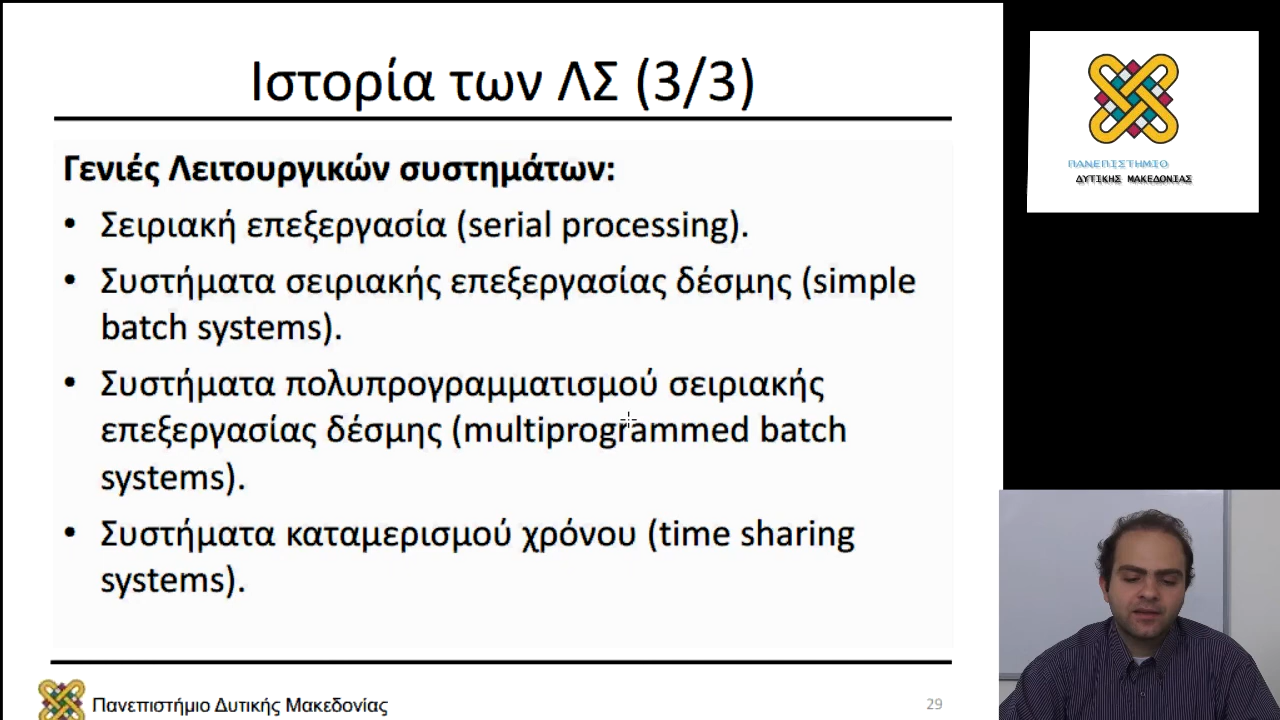 Ιστορία των ΛΣ (3/3)
Γενιές Λειτουργικών συστημάτων:
• Σειριακή επεξεργασία (serial processing).
• Συστήματα σειριακής επεξεργασίας δέσμης (simple
batch systems).
• Συστήματα πολυπρογραμματισμού σειριακής
επεξεργασίας δέσμης (multiprogrammed batch
systems).
• Συστήματα καταμερισμού χρόνου (time sharing
systems).
Πανεπιστήμιο Δυτικής Μακεδονίας
29
ΠΑΝΕΠΙΣΤΗΜΙΟ
ΔΥΤΙΚΗΣ ΜΑΚΕΔΟΝΙΑΣ